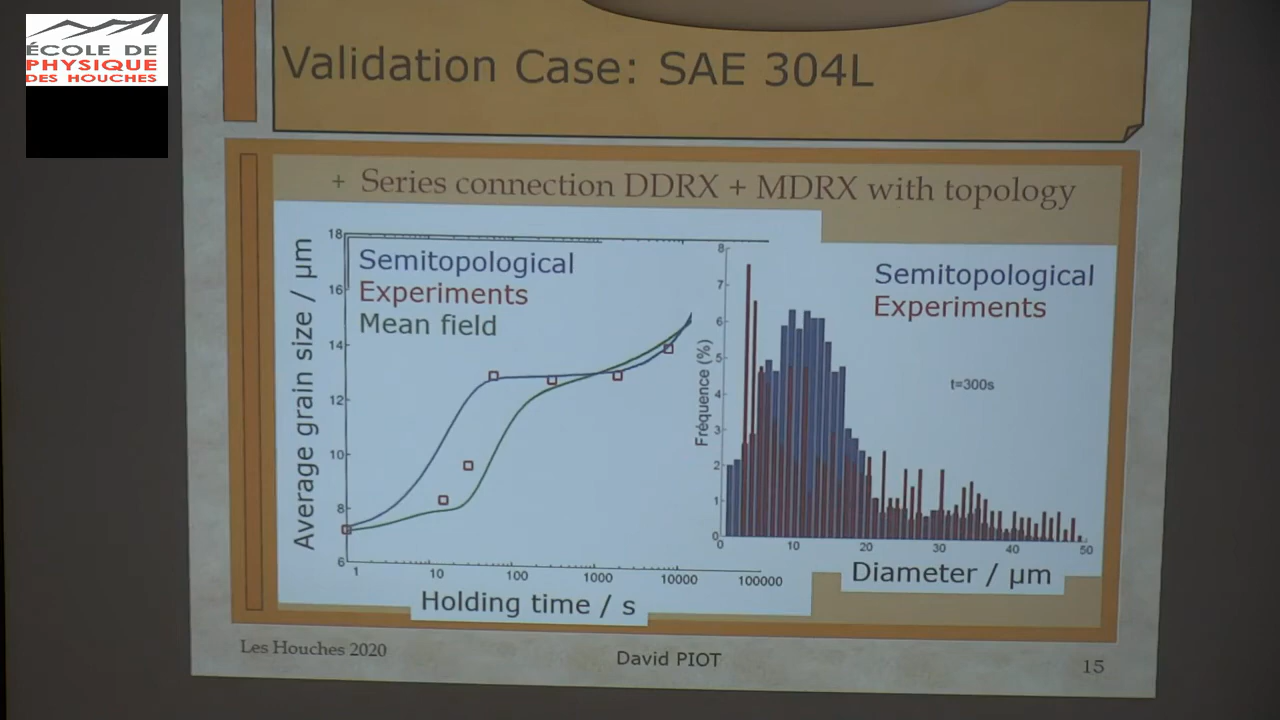 ÉCOLE DE
PHYSIQUE
DES HOUCHES
Validation Case: SAE 304L
+ Series connection DDRX + MDRX with topology
Semitopological
Experiments
Mean field
Average grain size / µm
18
16
14
12
10
8
6
1 10 100 1000 10000 100000
Holding time / s
Semitopological
Experiments
t=300s
Fréquence (%)
8
7
6
5
4
3
2
1
0
0 10 20 30 40 50
Diameter / µm
Les Houches 2020
David PIOT
15